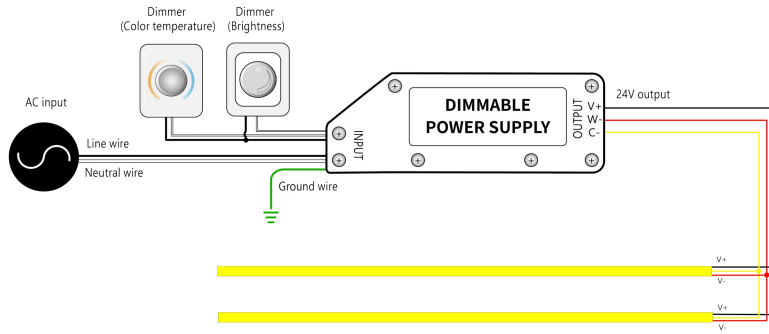 Dimmer
(Color temperature)
Dimmer
(Brightness)
AC input
Line wire
Neutral wire
Ground wire
INPUT
DIMMABLE
POWER SUPPLY
OUTPUT
V+
W-
C-
24V output
V+
V-
V+
V-